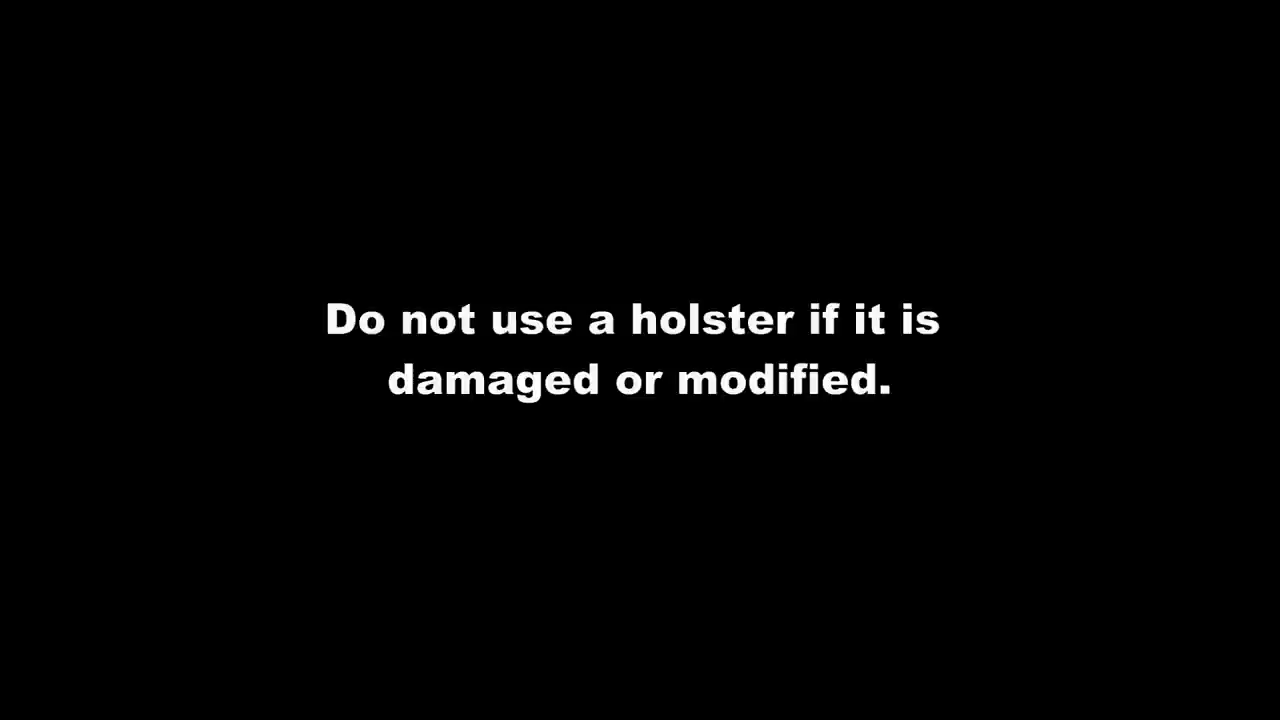 Do not use a holster if it is
damaged or modified.